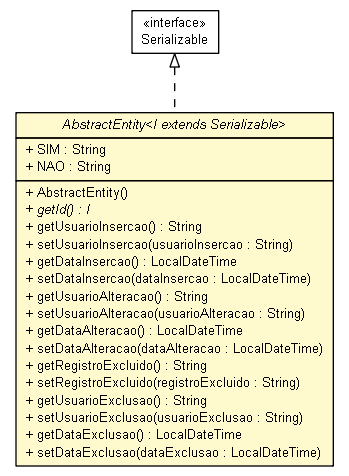 «interface»
Serializable
AbstractEntity<I extends Serializable>
+ SIM : String
+ NAO : String
+ AbstractEntity()
+ getId() : I
+ getUsuarioInsercao() : String
+ setUsuarioInsercao(usuarioInsercao : String)
+ getDataInsercao() : LocalDateTime
+ setDataInsercao(dataInsercao : LocalDateTime)
+ getUsuarioAlteracao() : String
+ setUsuarioAlteracao(usuarioAlteracao : String)
+ getDataAlteracao() : LocalDateTime
+ setDataAlteracao(dataAlteracao : LocalDateTime)
+ getRegistroExcluido() : String
+ setRegistroExcluido(registroExcluido : String)
+ getUsuarioExclusao() : String
+ setUsuarioExclusao(usuarioExclusao : String)
+ getDataExclusao() : LocalDateTime
+ setDataExclusao(dataExclusao : LocalDateTime)